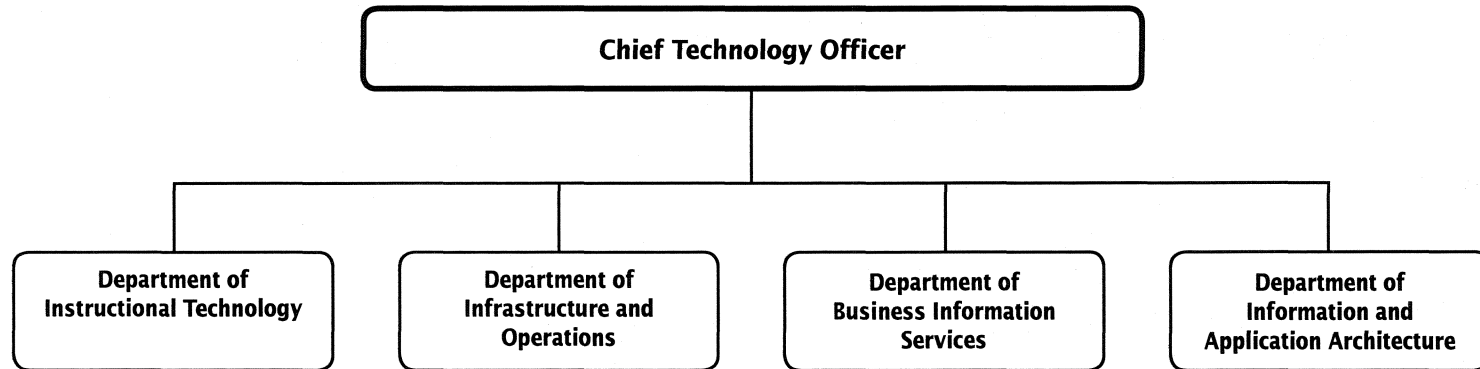 Chief Technology Officer
Department of
Instructional Technology
Department of
Infrastructure and
Operations
Department of
Business Information
Services
Department of
Information and
Application Architecture